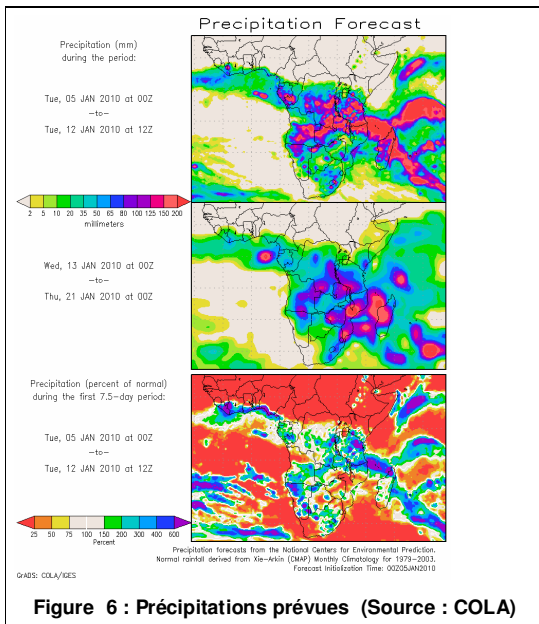 Precipitation Forecast
Precipitation (mm)
during the period:
Tue, 05 JAN 2010 at 00Z
—to—
Tue, 12 JAN 2010 at 12Z
2 5 10 20 35 50 65 80 100 125 150 200
millimeters
Wed, 13 JAN 2010 at 00Z
—to—
Thu, 21 JAN 2010 at 00Z
Precipitation (percent of normal)
during the first 7.5-day period:
Tue, 05 JAN 2010 at 00Z
—to—
Tue, 12 JAN 2010 at 12Z
25 50 75 100 150 200 300 400 600
Percent
Precipitation forecasts from the National Centers for Environmental Prediction.
Normal rainfall derived from Xie-Arkin (CMAP) Monthly Climatology for 1979-2003.
Forecast Initialization Time: 00Z05JAN2010
GrADS: COLA/IGES
Figure 6 : Précipitations prévues (Source : COLA)